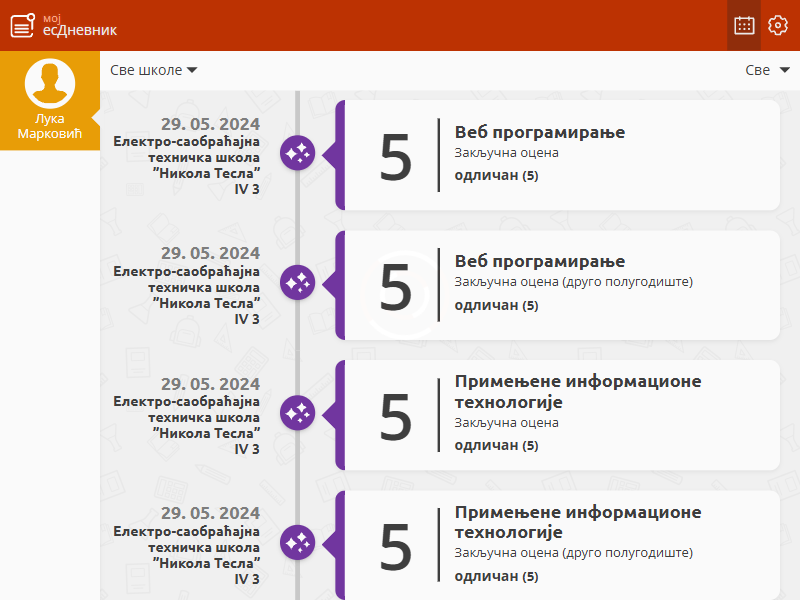 мој
есДневник
Све школе
Све
Лука
Марковић
29. 05. 2024
Електро-саобраћајна
техничка школа
”Никола Тесла”
IV 3
5
Веб програмирање
Закључна оцена
одличан (5)
29. 05. 2024
Електро-саобраћајна
техничка школа
”Никола Тесла”
IV 3
5
Веб програмирање
Закључна оцена (друго полугодиште)
одличан (5)
29. 05. 2024
Електро-саобраћајна
техничка школа
”Никола Тесла”
IV 3
5
Примењене информационе
технологије
Закључна оцена
одличан (5)
29. 05. 2024
Електро-саобраћајна
техничка школа
”Никола Тесла”
IV 3
5
Примењене информационе
технологије
Закључна оцена (друго полугодиште)
одличан (5)